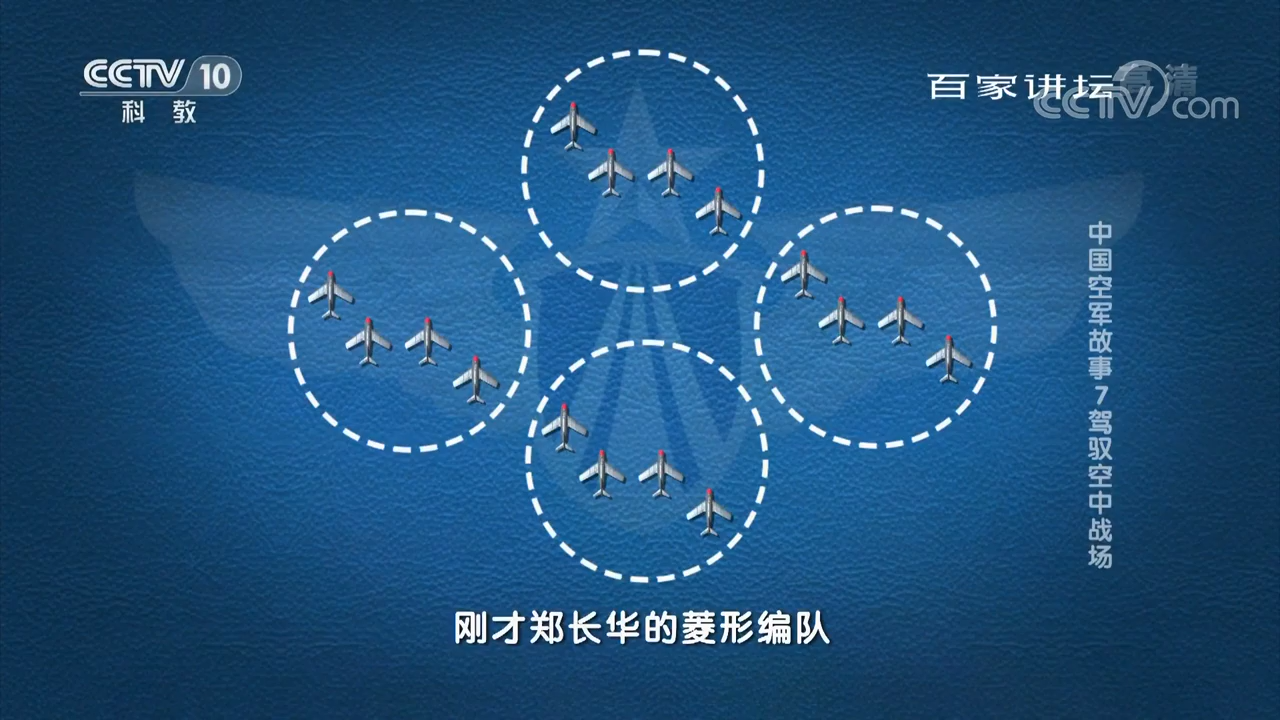 CCTV 10
科教
百家讲坛
高清
CCTV.com
中国空军故事7驾驭空中战场
刚才郑长华的菱形编队